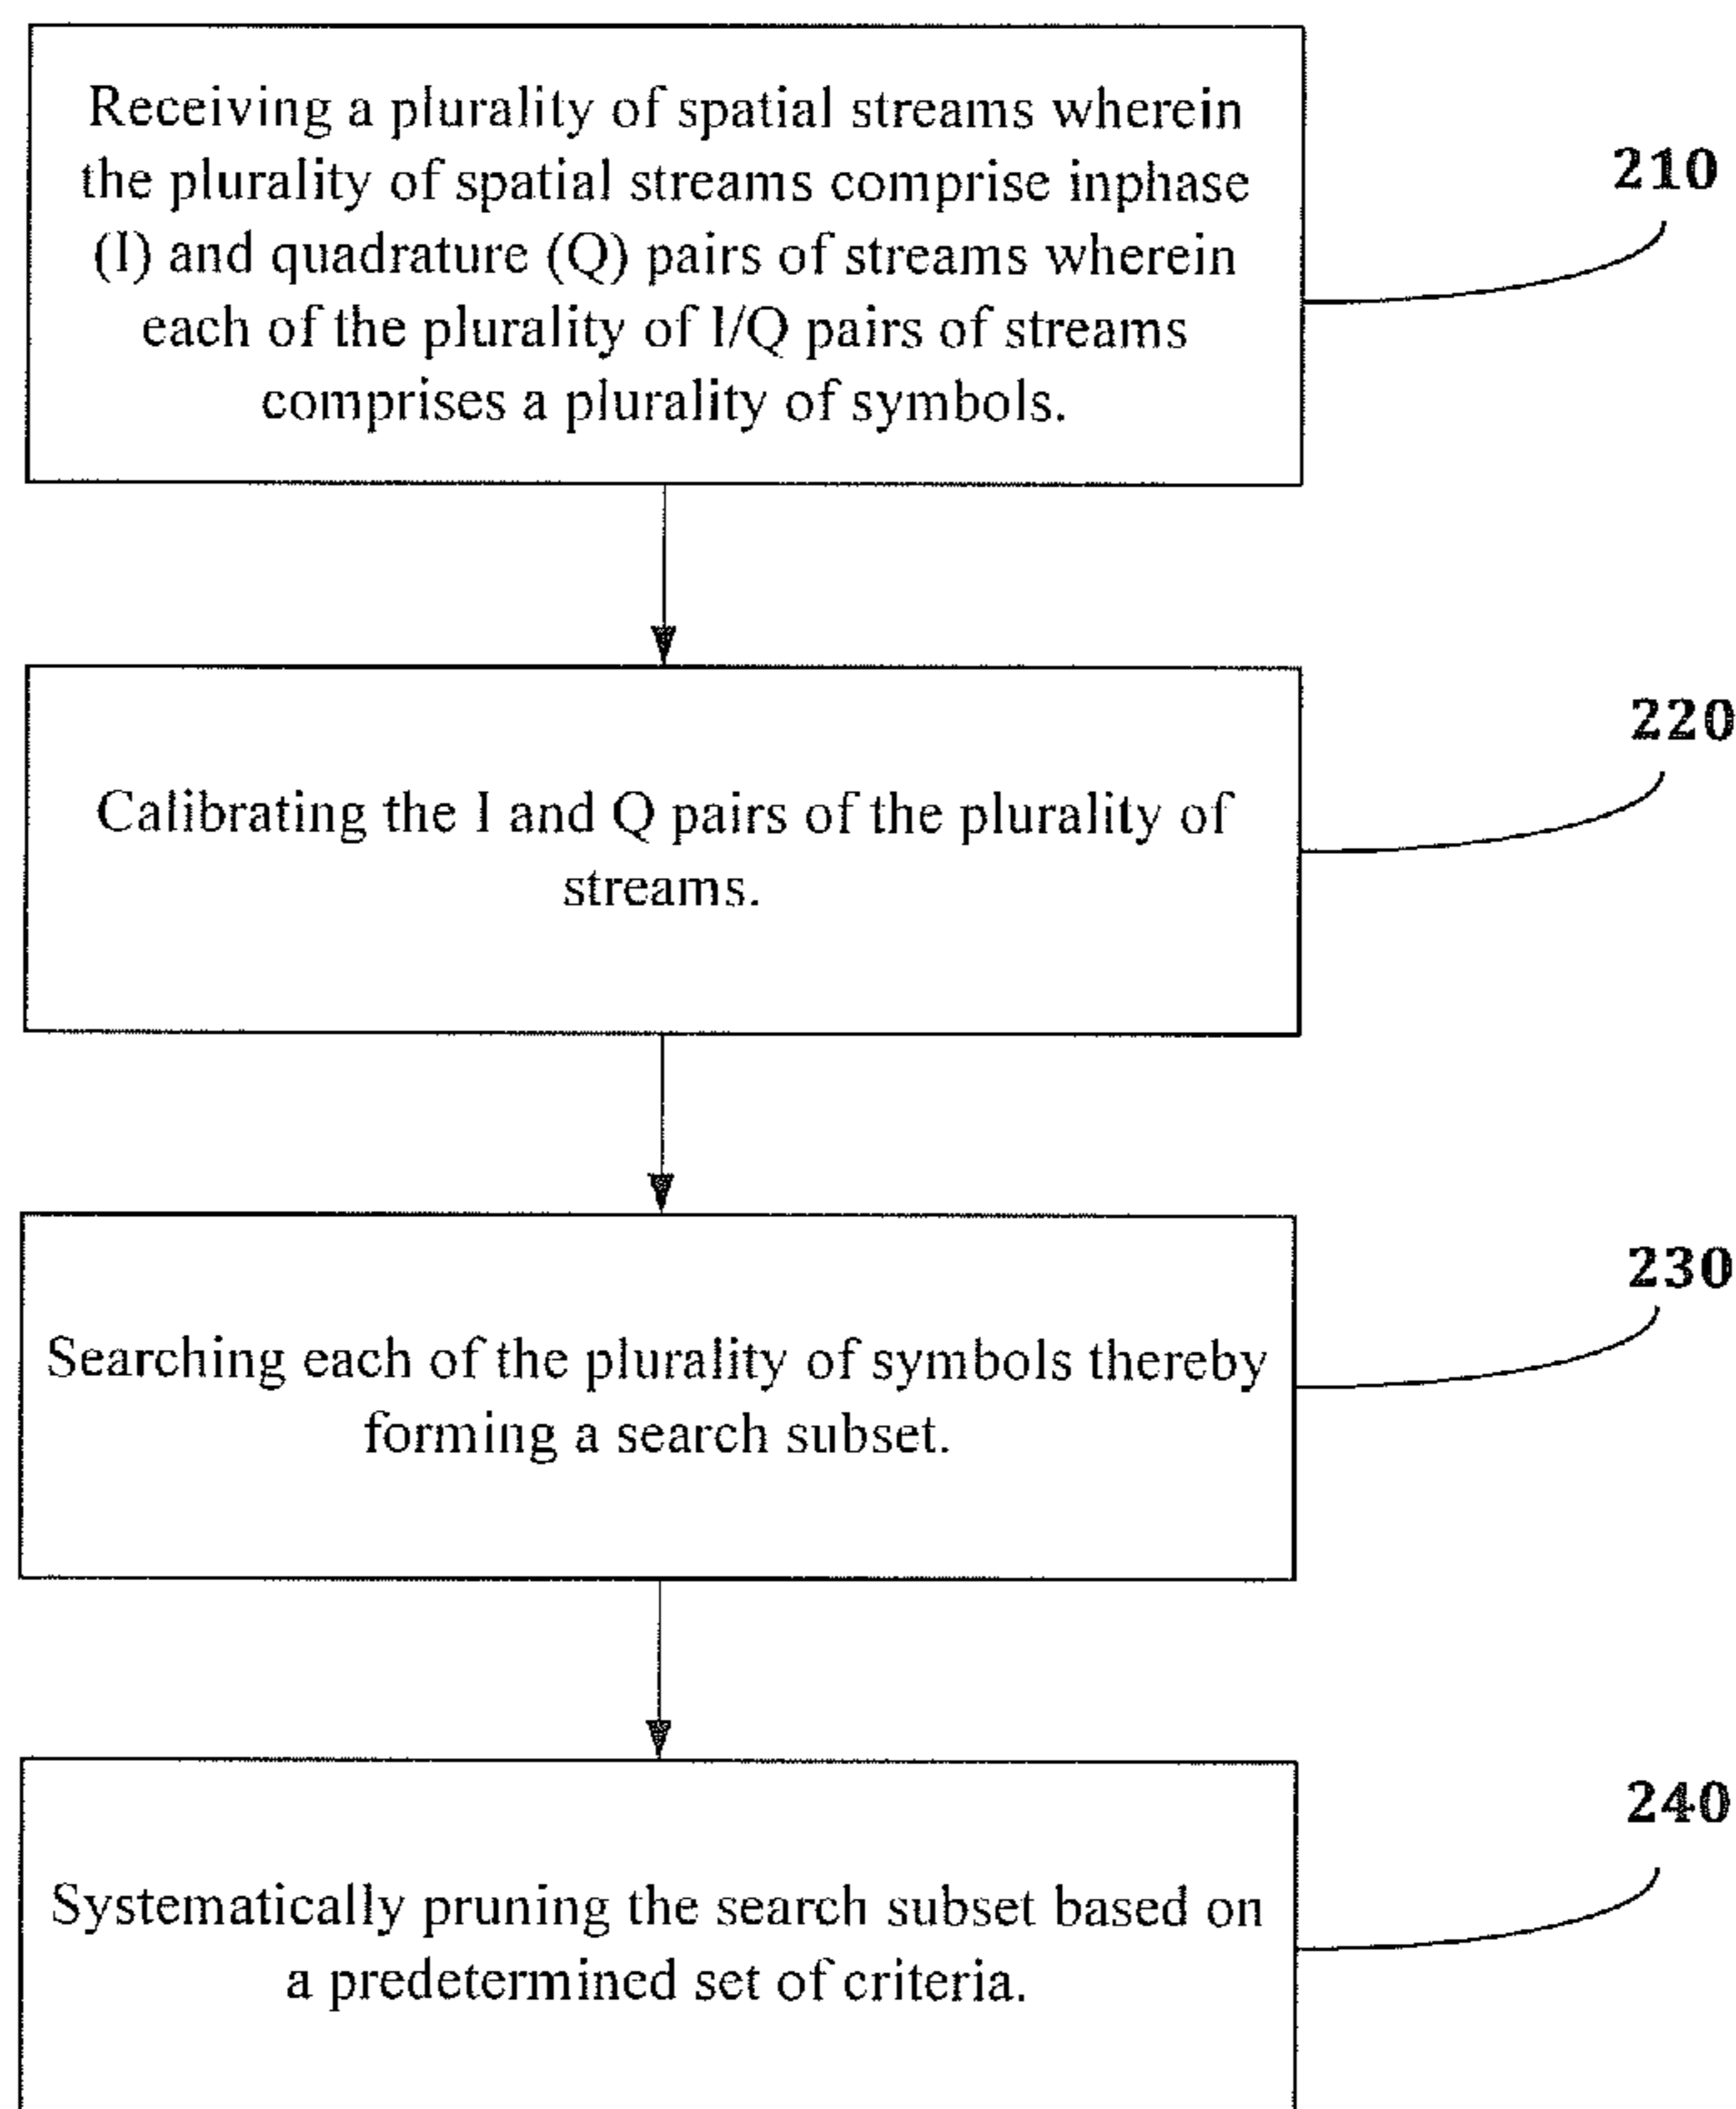 Receiving a plurality of spatial streams wherein
the plurality of spatial streams comprise inphase
(I) and quadrature (Q) pairs of streams wherein
each of the plurality of I/Q pairs of streams
comprises a plurality of symbols.
210
Calibrating the I and Q pairs of the plurality of
streams.
220
Searching each of the plurality of symbols thereby
forming a search subset.
230
Systematically pruning the search subset based on
a predetermined set of criteria.
240